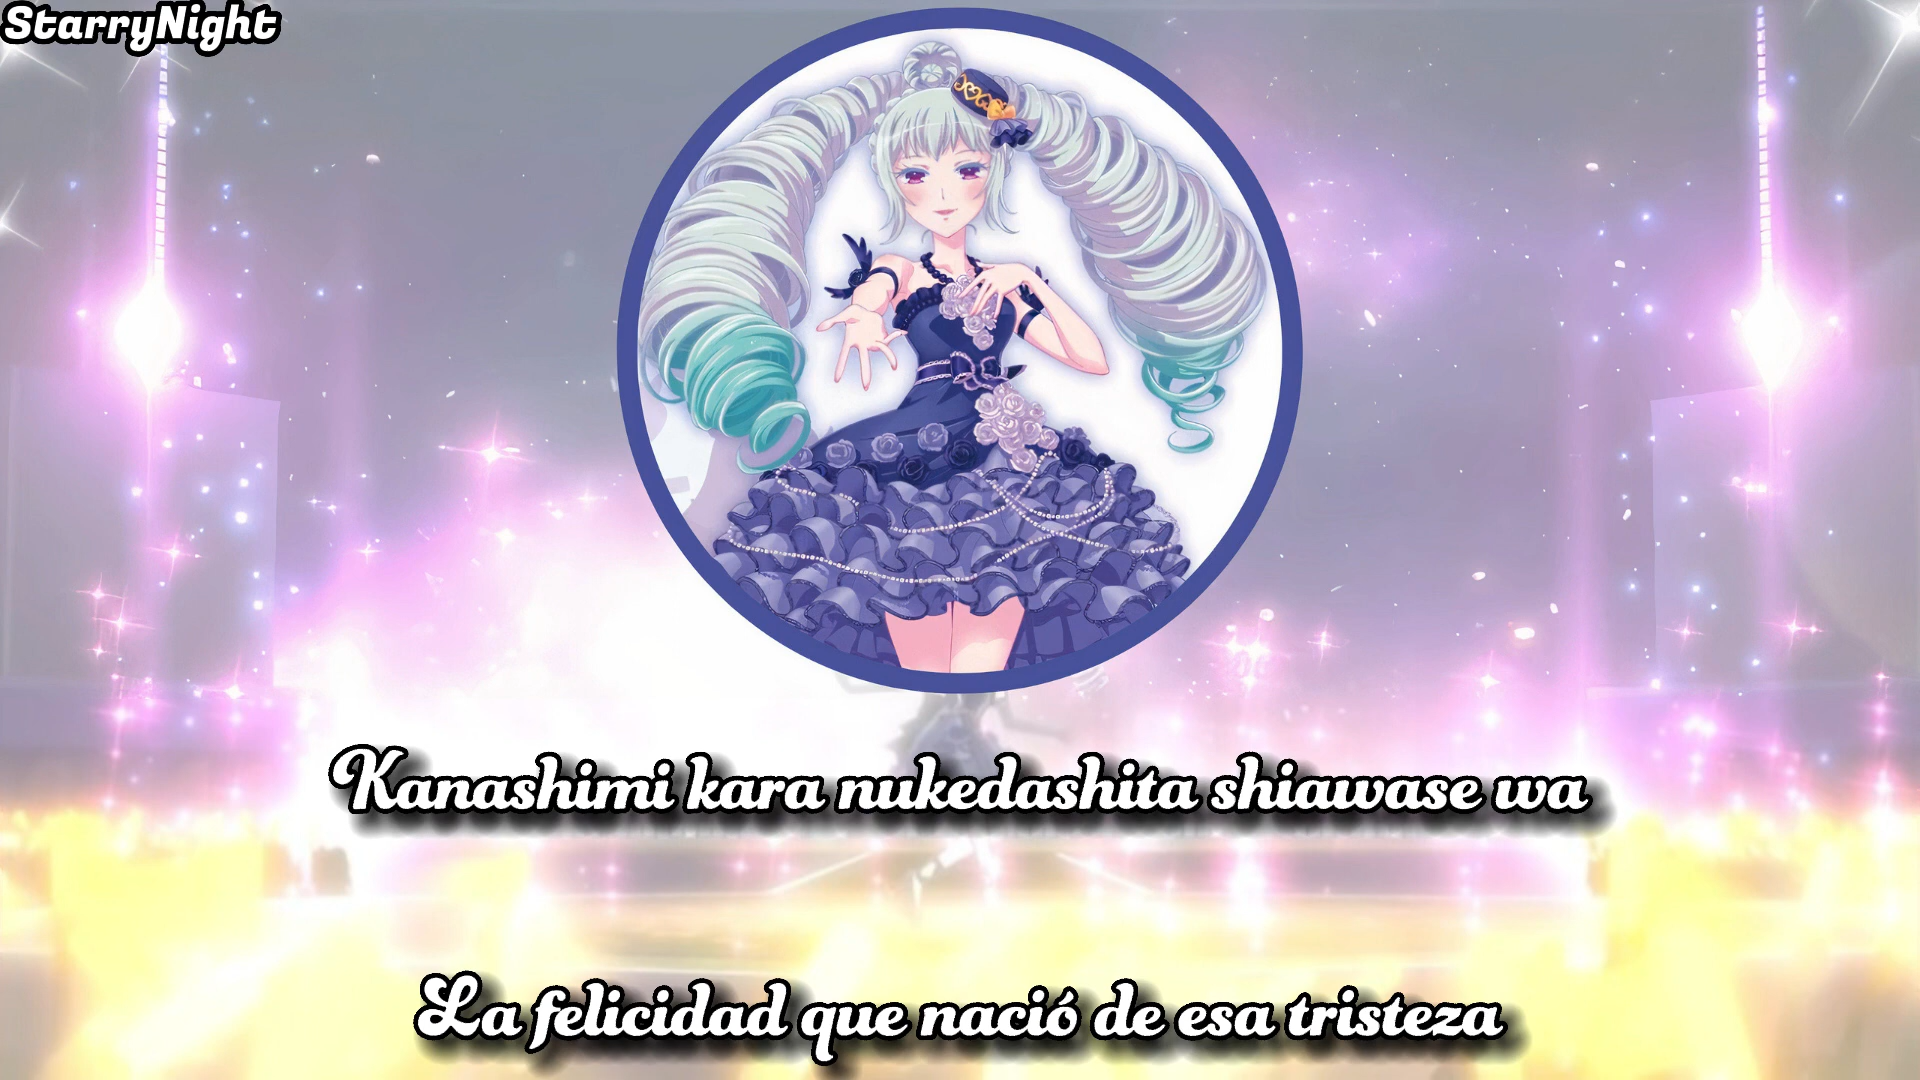 StarryNight
Kanashimi kara nukedashita shiawase wa
La felicidad que nació de esa tristeza